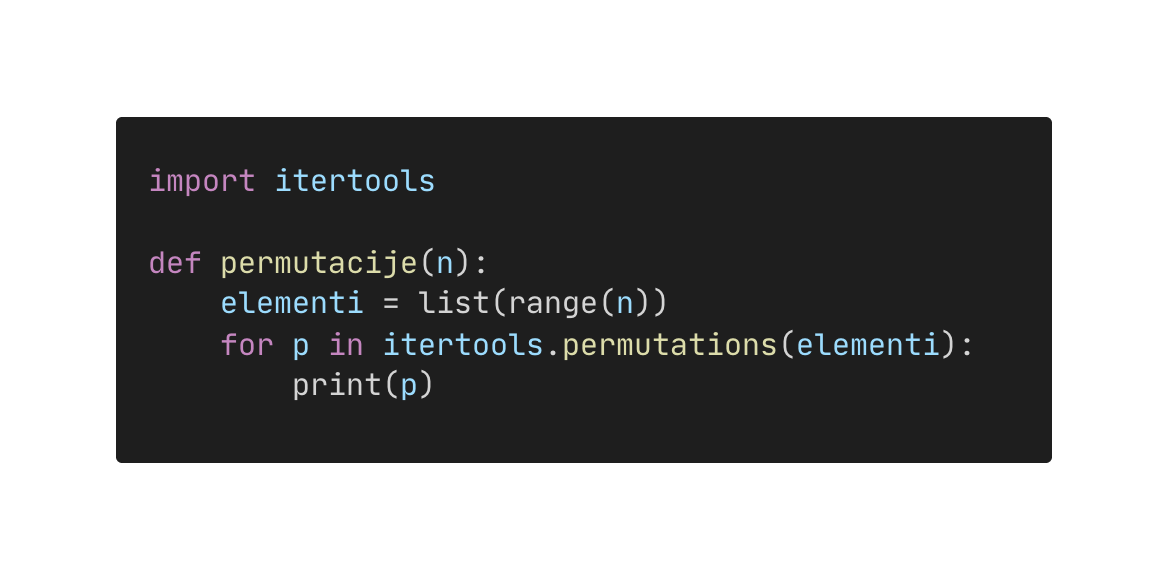 import itertools

def permutacije(n):
    elementi = list(range(n))
    for p in itertools.permutations(elementi):
        print(p)